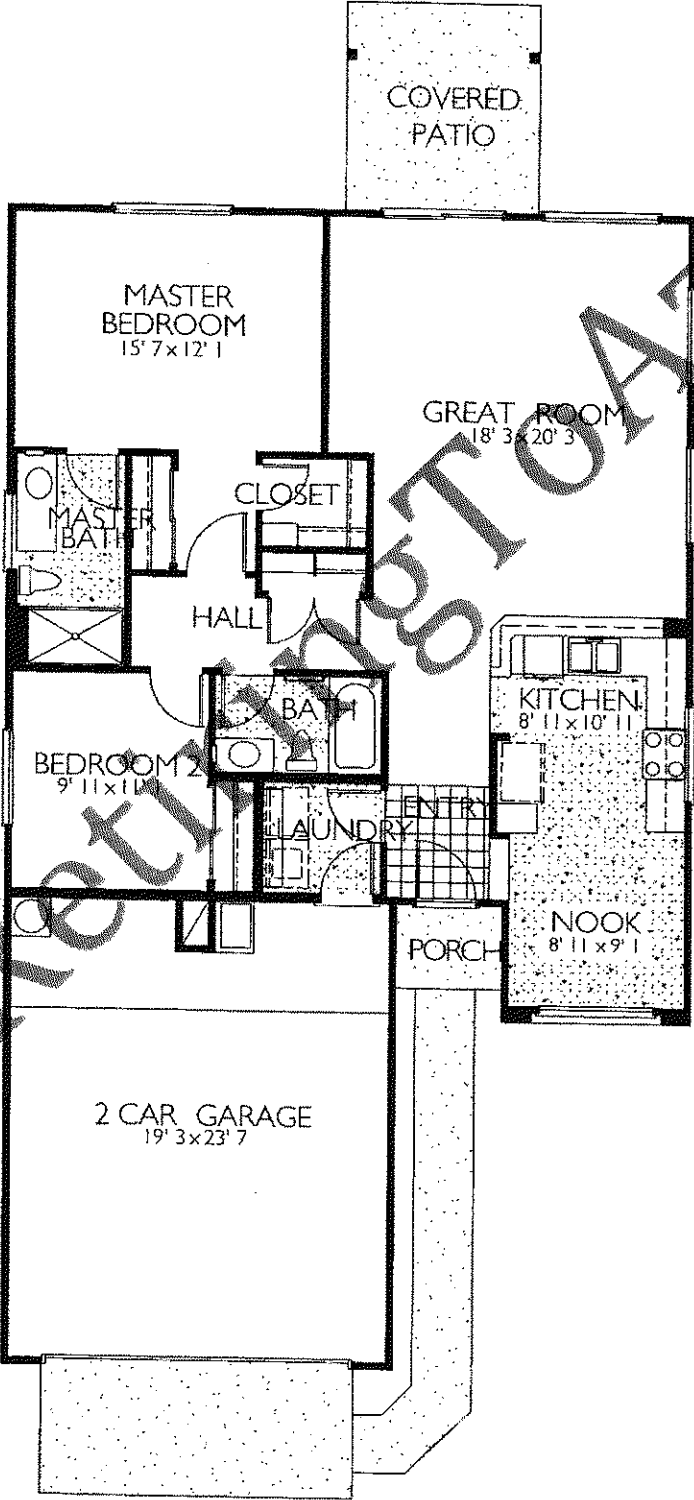 COVERED
PATIO
MASTER
BEDROOM
15' 7 x 12' 1
GREAT ROOM
18' 3 x 20' 3
CLOSET
MASTER
BATH
HALL
BATH
KITCHEN
8' 11 x 10' 11
BEDROOM 2
9' 11 x 11' 1
ENTRY
LAUNDRY
NOOK
8' 11 x 9' 1
PORCH
2 CAR GARAGE
19' 3 x 23' 7
RetiringToAz